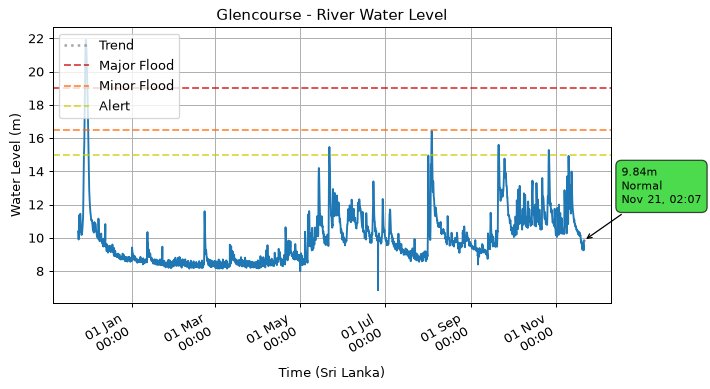 Glencourse - River Water Level
Trend
Major Flood
Minor Flood
Alert
Water Level (m)
22
20
18
16
14
12
10
8
9.84m
Normal
Nov 21, 02:07
01 Jan
00:00
01 Mar
00:00
01 May
00:00
01 Jul
00:00
01 Sep
00:00
01 Nov
00:00
Time (Sri Lanka)